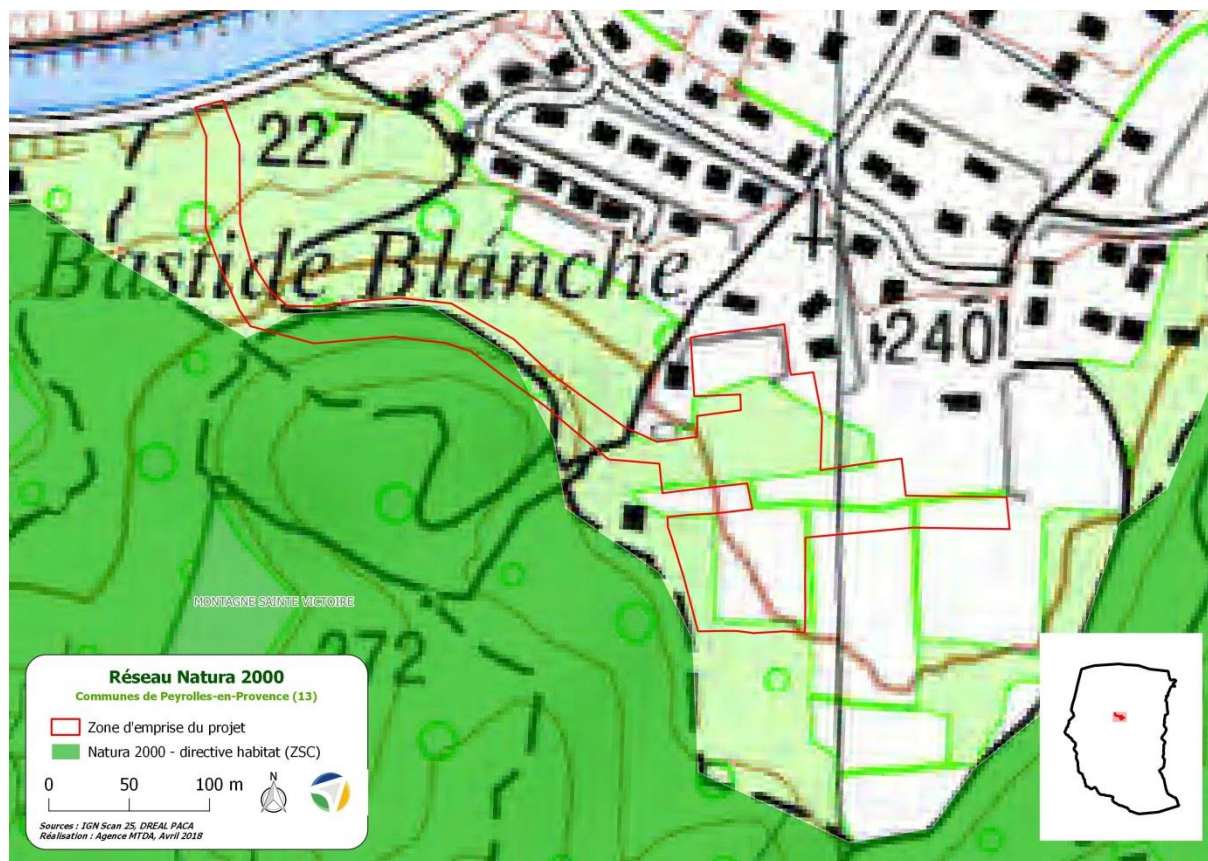 227
Bastide Blanche
240
MONTAGNE SAINTE VICTOIRE
272
Réseau Natura 2000
Communes de Peyrolles-en-Provence (13)
Zone d'emprise du projet
Natura 2000 - directive habitat (ZSC)
0 50 100 m
N
Sources : IGN Scan 25, DREAL PACA
Réalisation : Agence MTDA, Avril 2018